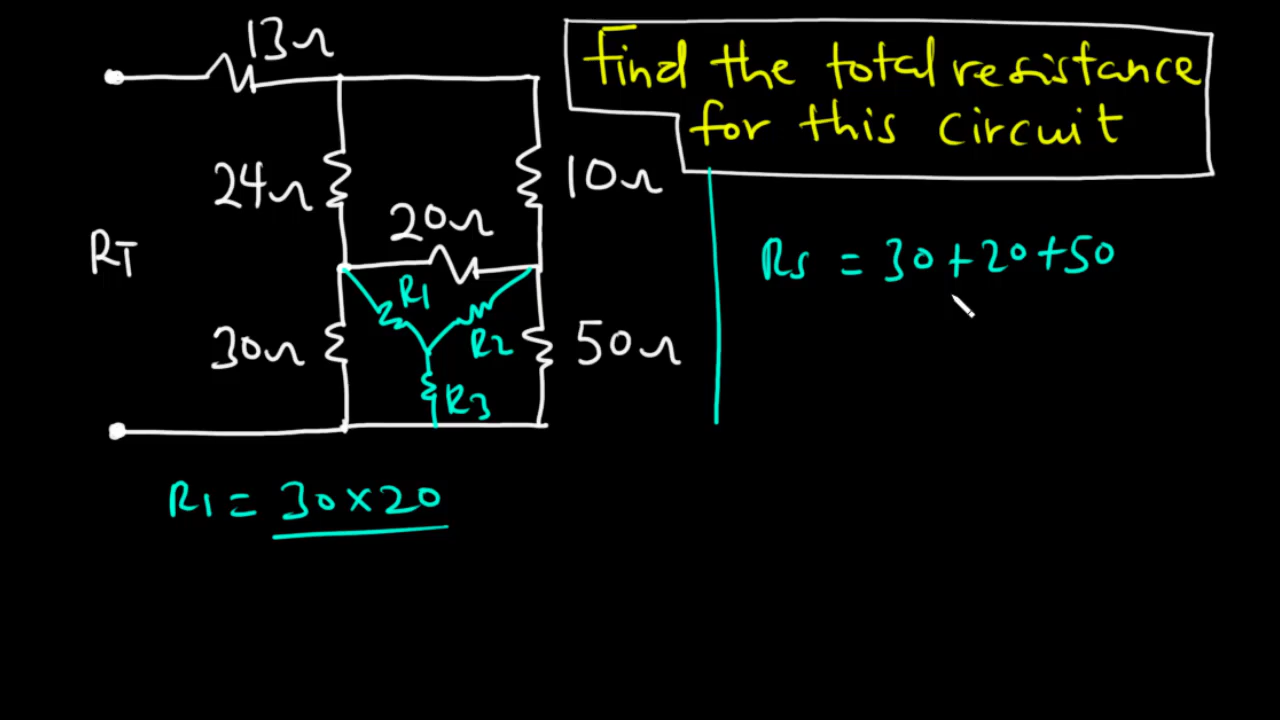 13Ω
Find the total resistance
for this circuit
24Ω
10Ω
20Ω
RT
Rs = 30+20+50
R1
30Ω
R2
50Ω
R3
R1 = 30×20